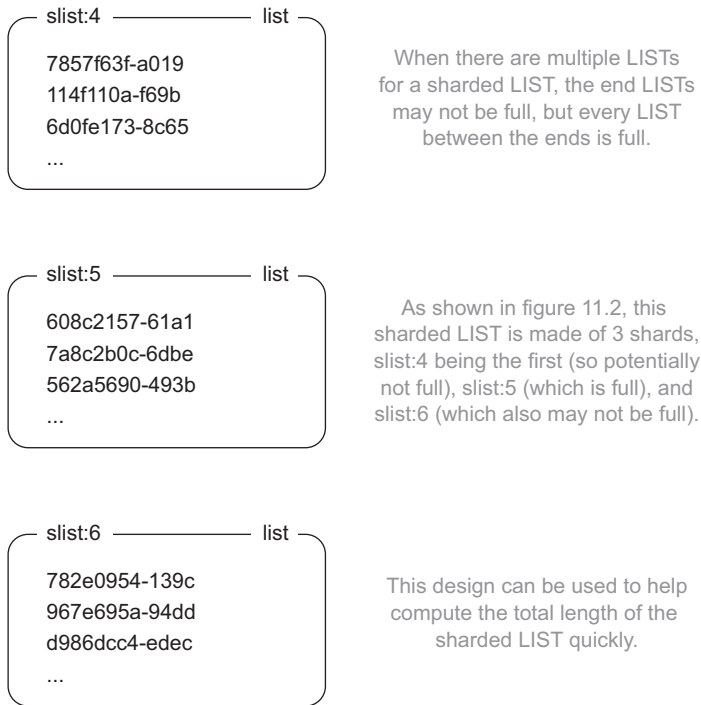 slist:4 list
7857f63f-a019
114f110a-f69b
6d0fe173-8c65
...
When there are multiple LISTs
for a sharded LIST, the end LISTs
may not be full, but every LIST
between the ends is full.
slist:5 list
608c2157-61a1
7a8c2b0c-6dbe
562a5690-493b
...
As shown in figure 11.2, this
sharded LIST is made of 3 shards,
slist:4 being the first (so potentially
not full), slist:5 (which is full), and
slist:6 (which also may not be full).
slist:6 list
782e0954-139c
967e695a-94dd
d986dcc4-edec
...
This design can be used to help
compute the total length of the
sharded LIST quickly.